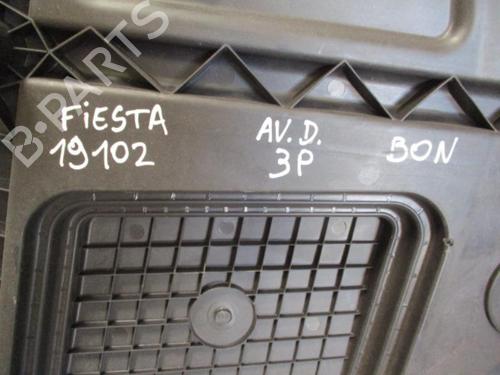 B-PARTS
FiESTA AV. D. BON
19102 3P